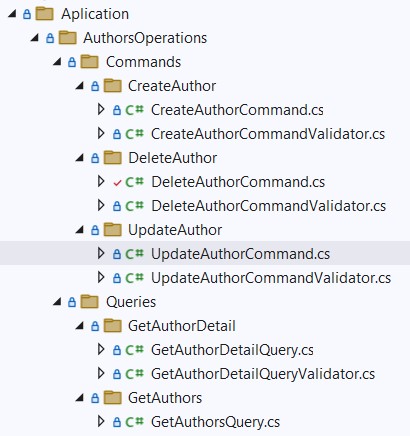 Aplication
AuthorsOperations
Commands
CreateAuthor
C# CreateAuthorCommand.cs
C# CreateAuthorCommandValidator.cs
DeleteAuthor
C# DeleteAuthorCommand.cs
C# DeleteAuthorCommandValidator.cs
UpdateAuthor
C# UpdateAuthorCommand.cs
C# UpdateAuthorCommandValidator.cs
Queries
GetAuthorDetail
C# GetAuthorDetailQuery.cs
C# GetAuthorDetailQueryValidator.cs
GetAuthors
C# GetAuthorsQuery.cs